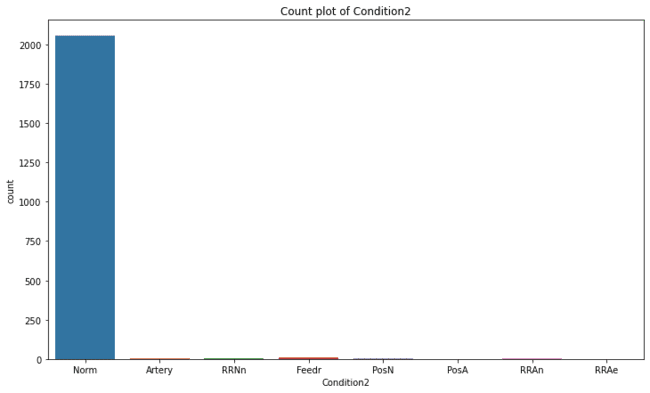 Count plot of Condition2
2000
1750
1500
1250
1000
750
500
250
0
count
Norm Artery RRNn Feedr PosN PosA RRAn RRAe
Condition2